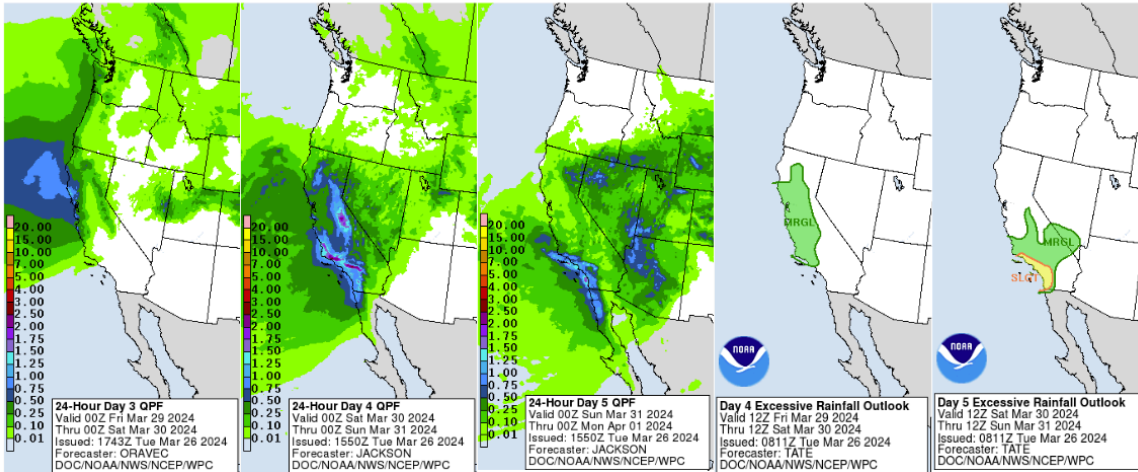 20.00
15.00
10.00
7.00
5.00
4.00
3.00
2.50
2.00
1.75
1.50
1.25
1.00
0.75
0.50
0.25
0.10
0.01
24-Hour Day 3 QPF
Valid 00Z Fri Mar 29 2024
Thru 00Z Sat Mar 30 2024
Issued: 1743Z Tue Mar 26 2024
Forecaster: ORAVEC
DOC/NOAA/NWS/NCEP/WPC
20.00
15.00
10.00
7.00
5.00
4.00
3.00
2.50
2.00
1.75
1.50
1.25
1.00
0.75
0.50
0.25
0.10
0.01
24-Hour Day 4 QPF
Valid 00Z Sat Mar 30 2024
Thru 00Z Sun Mar 31 2024
Issued: 1550Z Tue Mar 26 2024
Forecaster: JACKSON
DOC/NOAA/NWS/NCEP/WPC
20.00
15.00
10.00
7.00
5.00
4.00
3.00
2.50
2.00
1.75
1.50
1.25
1.00
0.75
0.50
0.25
0.10
0.01
24-Hour Day 5 QPF
Valid 00Z Sun Mar 31 2024
Thru 00Z Mon Apr 01 2024
Issued: 1550Z Tue Mar 26 2024
Forecaster: JACKSON
DOC/NOAA/NWS/NCEP/WPC
MRGL
NOAA
Day 4 Excessive Rainfall Outlook
Valid 12Z Fri Mar 29 2024
Thru 12Z Sat Mar 30 2024
Issued: 0811Z Tue Mar 26 2024
Forecaster: TATE
DOC/NOAA/NWS/NCEP/WPC
MRGL
SLGT
NOAA
Day 5 Excessive Rainfall Outlook
Valid 12Z Sat Mar 30 2024
Thru 12Z Sun Mar 31 2024
Issued: 0811Z Tue Mar 26 2024
Forecaster: TATE
DOC/NOAA/NWS/NCEP/WPC